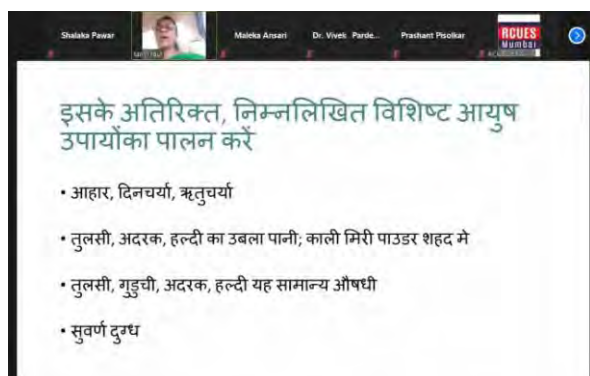 Shalaka Pawar
Maleka Ansari
Dr. Vivek Parde...
Prashant Pisolkar
RCUES
Mumbai
इसके अतिरिक्त, निम्नलिखित विशिष्ट आयुष
उपायोंका पालन करें
• आहार, दिनचर्या, ऋतुचर्या
• तुलसी, अदरक, हल्दी का उबला पानी; काली मिरी पाउडर शहद मे
• तुलसी, गुडुची, अदरक, हल्दी यह सामान्य औषधी
• सुवर्ण दुग्ध